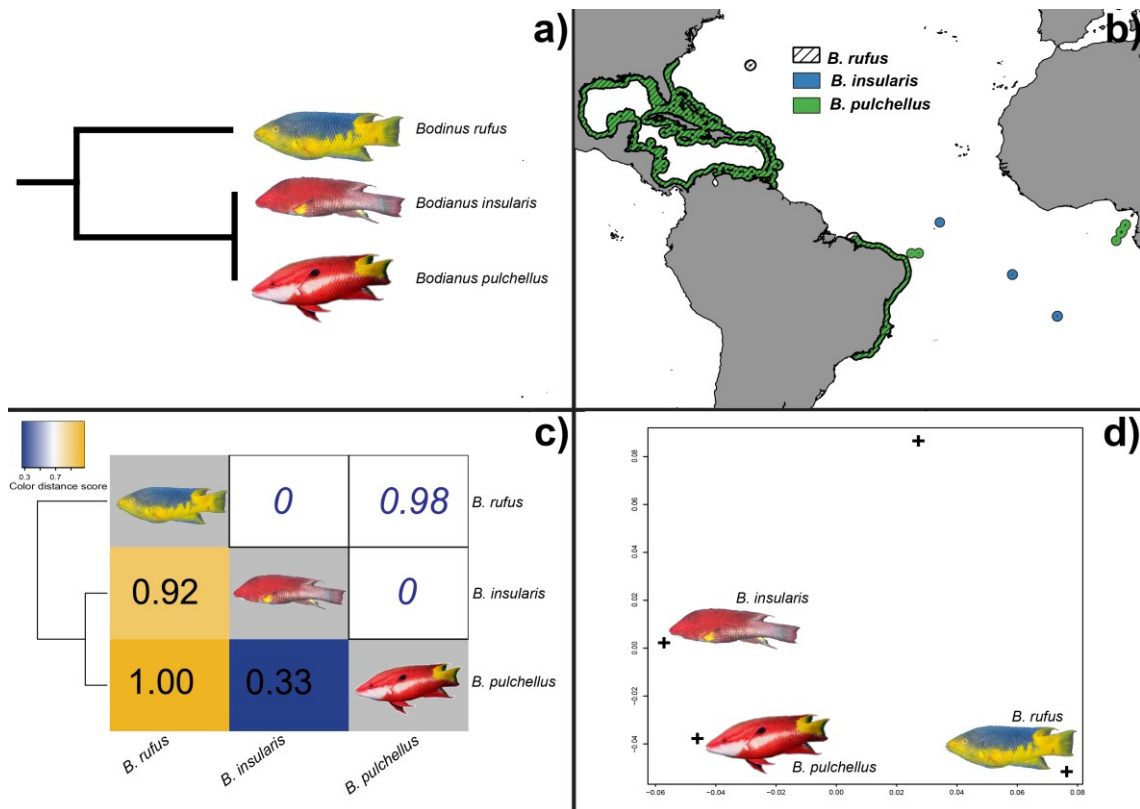 a)
Bodinus rufus
Bodianus insularis
Bodianus pulchellus
b)
B. rufus
B. insularis
B. pulchellus
c)
0.3 0.7
Color distance score
0 0.98 B. rufus
0.92 0 B. insularis
1.00 0.33 B. pulchellus
B. rufus B. insularis B. pulchellus
d)
0.08
0.06
0.04
0.02
0.00
−0.02
−0.04
B. insularis
B. rufus
B. pulchellus
−0.06 −0.04 −0.02 0.00 0.02 0.04 0.06 0.08